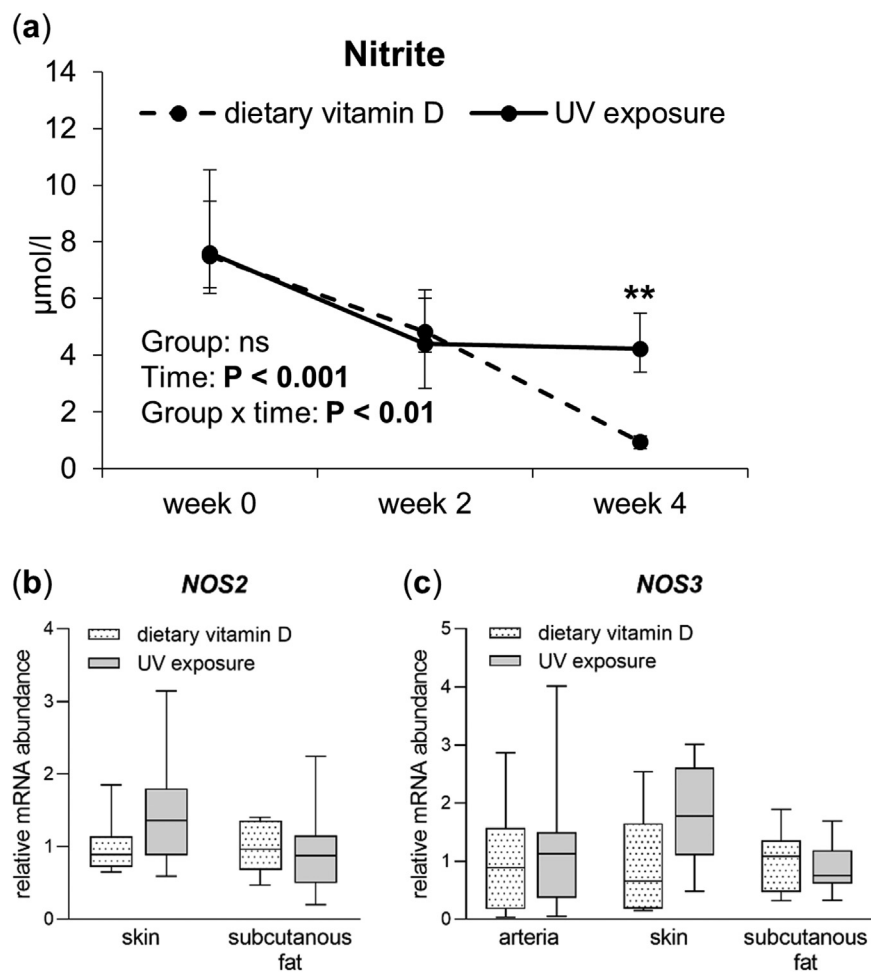 (a)
Nitrite
14
12
10
8
6
4
2
0
µmol/l
dietary vitamin D
UV exposure
**
Group: ns
Time: P < 0.001
Group x time: P < 0.01
week 0
week 2
week 4
(b)
NOS2
4
3
2
1
0
relative mRNA abundance
dietary vitamin D
UV exposure
skin
subcutanous
fat
(c)
NOS3
5
4
3
2
1
0
relative mRNA abundance
dietary vitamin D
UV exposure
arteria
skin
subcutanous
fat